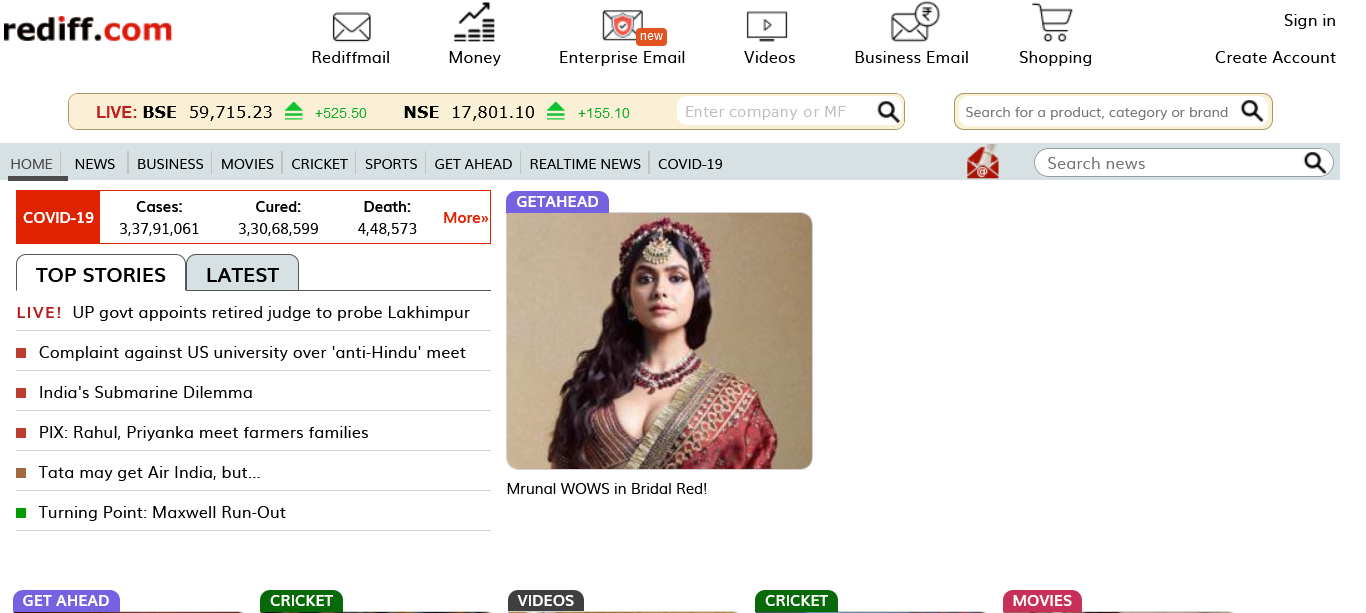 rediff.com
Rediffmail
Money
new
Enterprise Email
Videos
₹
Business Email
Shopping
Sign in
Create Account
LIVE: BSE 59,715.23 +525.50 NSE 17,801.10 +155.10
Enter company or MF
Search for a product, category or brand
HOME NEWS BUSINESS MOVIES CRICKET SPORTS GET AHEAD REALTIME NEWS COVID-19
@
Search news
COVID-19
Cases:
3,37,91,061
Cured:
3,30,68,599
Death:
4,48,573
More»
TOP STORIES
LATEST
LIVE! UP govt appoints retired judge to probe Lakhimpur
Complaint against US university over 'anti-Hindu' meet
India's Submarine Dilemma
PIX: Rahul, Priyanka meet farmers families
Tata may get Air India, but...
Turning Point: Maxwell Run-Out
GETAHEAD
Mrunal WOWS in Bridal Red!
GET AHEAD
CRICKET
VIDEOS
CRICKET
MOVIES